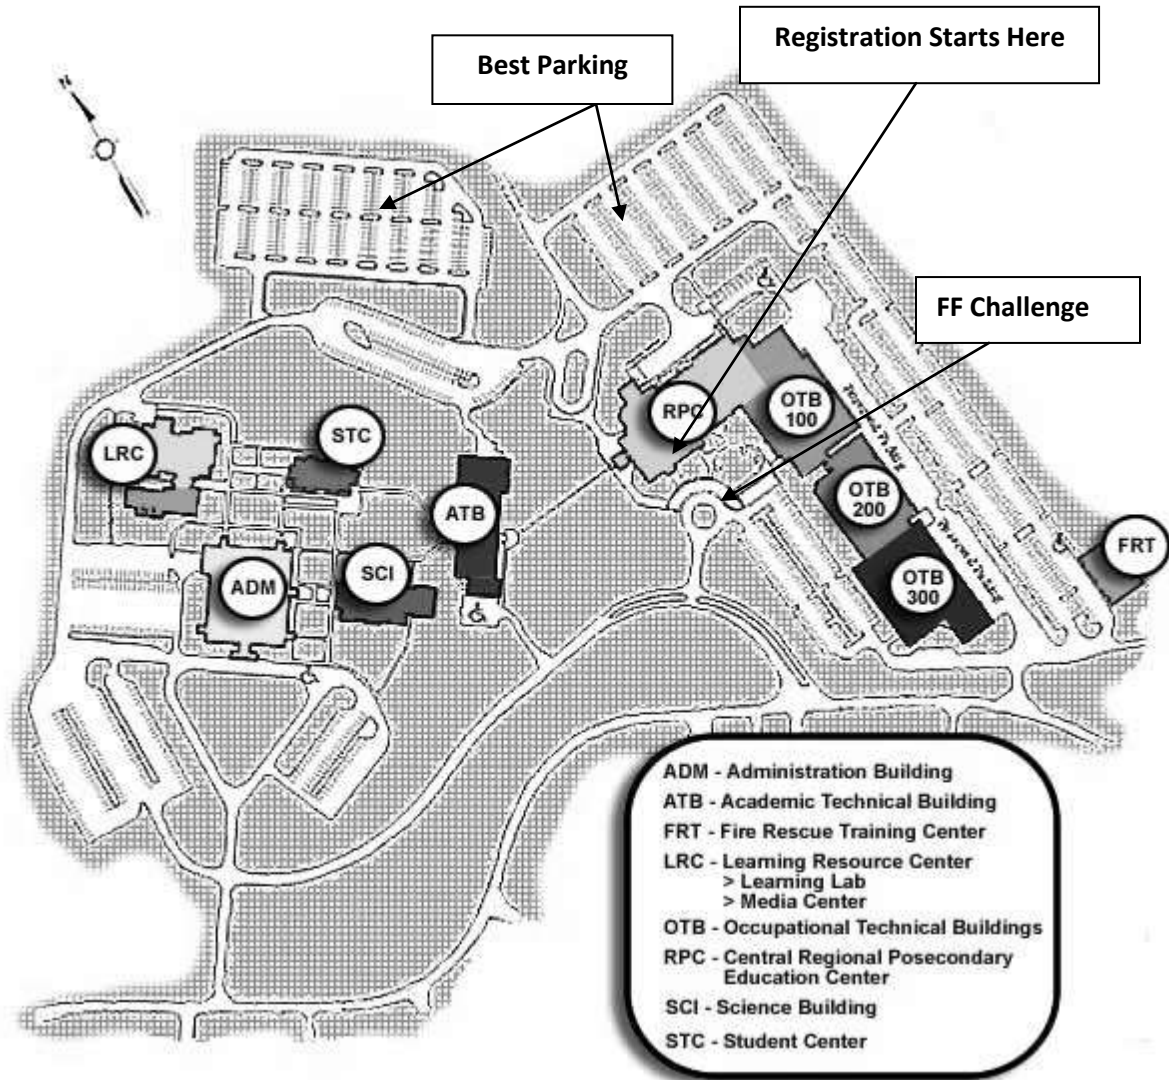 Registration Starts Here
Best Parking
N
FF Challenge
RPC
OTB
100
STC
LRC
OTB
200
ATB
FRT
SCI
ADM
OTB
300
ADM - Administration Building
ATB - Academic Technical Building
FRT - Fire Rescue Training Center
LRC - Learning Resource Center
> Learning Lab
> Media Center
OTB - Occupational Technical Buildings
RPC - Central Regional Posecondary
Education Center
SCI - Science Building
STC - Student Center